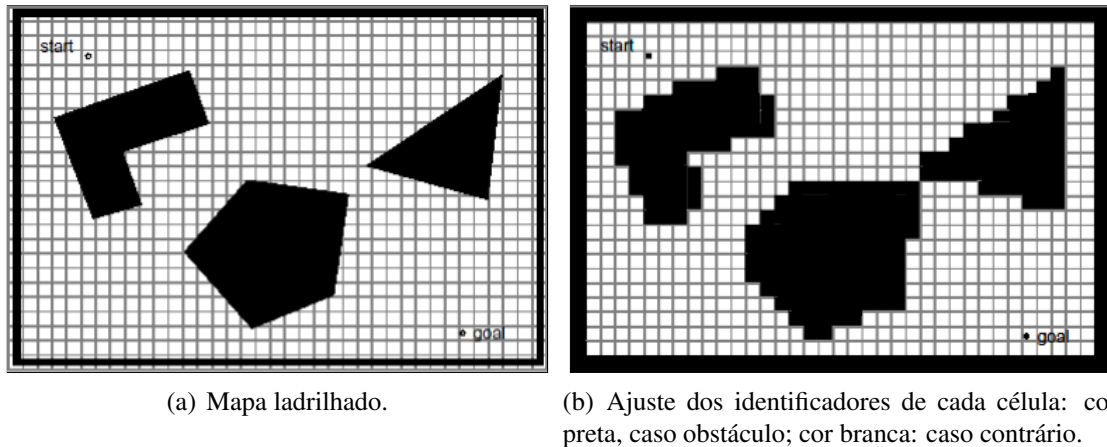 start
goal
start
goal
(a) Mapa ladrilhado.
(b) Ajuste dos identificadores de cada célula: co
preta, caso obstáculo; cor branca: caso contrário.